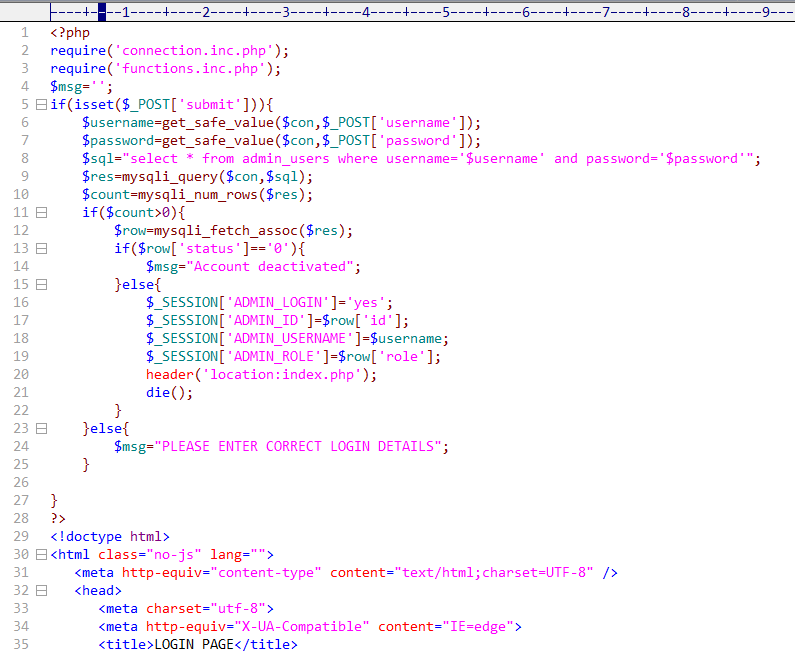 ----+----1----+----2----+----3----+----4----+----5----+----6----+----7----+----8----+----9---
1 <?php
2 require('connection.inc.php');
3 require('functions.inc.php');
4 $msg='';
5 if(isset($_POST['submit'])){
6 $username=get_safe_value($con,$_POST['username']);
7 $password=get_safe_value($con,$_POST['password']);
8 $sql="select * from admin_users where username='$username' and password='$password'";
9 $res=mysqli_query($con,$sql);
10 $count=mysqli_num_rows($res);
11 if($count>0){
12 $row=mysqli_fetch_assoc($res);
13 if($row['status']=='0'){
14 $msg="Account deactivated";
15 }else{
16 $_SESSION['ADMIN_LOGIN']='yes';
17 $_SESSION['ADMIN_ID']=$row['id'];
18 $_SESSION['ADMIN_USERNAME']=$username;
19 $_SESSION['ADMIN_ROLE']=$row['role'];
20 header('location:index.php');
21 die();
22 }
23 }else{
24 $msg="PLEASE ENTER CORRECT LOGIN DETAILS";
25 }
26
27 }
28 ?>
29 <!doctype html>
30 <html class="no-js" lang="">
31 <meta http-equiv="content-type" content="text/html;charset=UTF-8" />
32 <head>
33 <meta charset="utf-8">
34 <meta http-equiv="X-UA-Compatible" content="IE=edge">
35 <title>LOGIN PAGE</title>